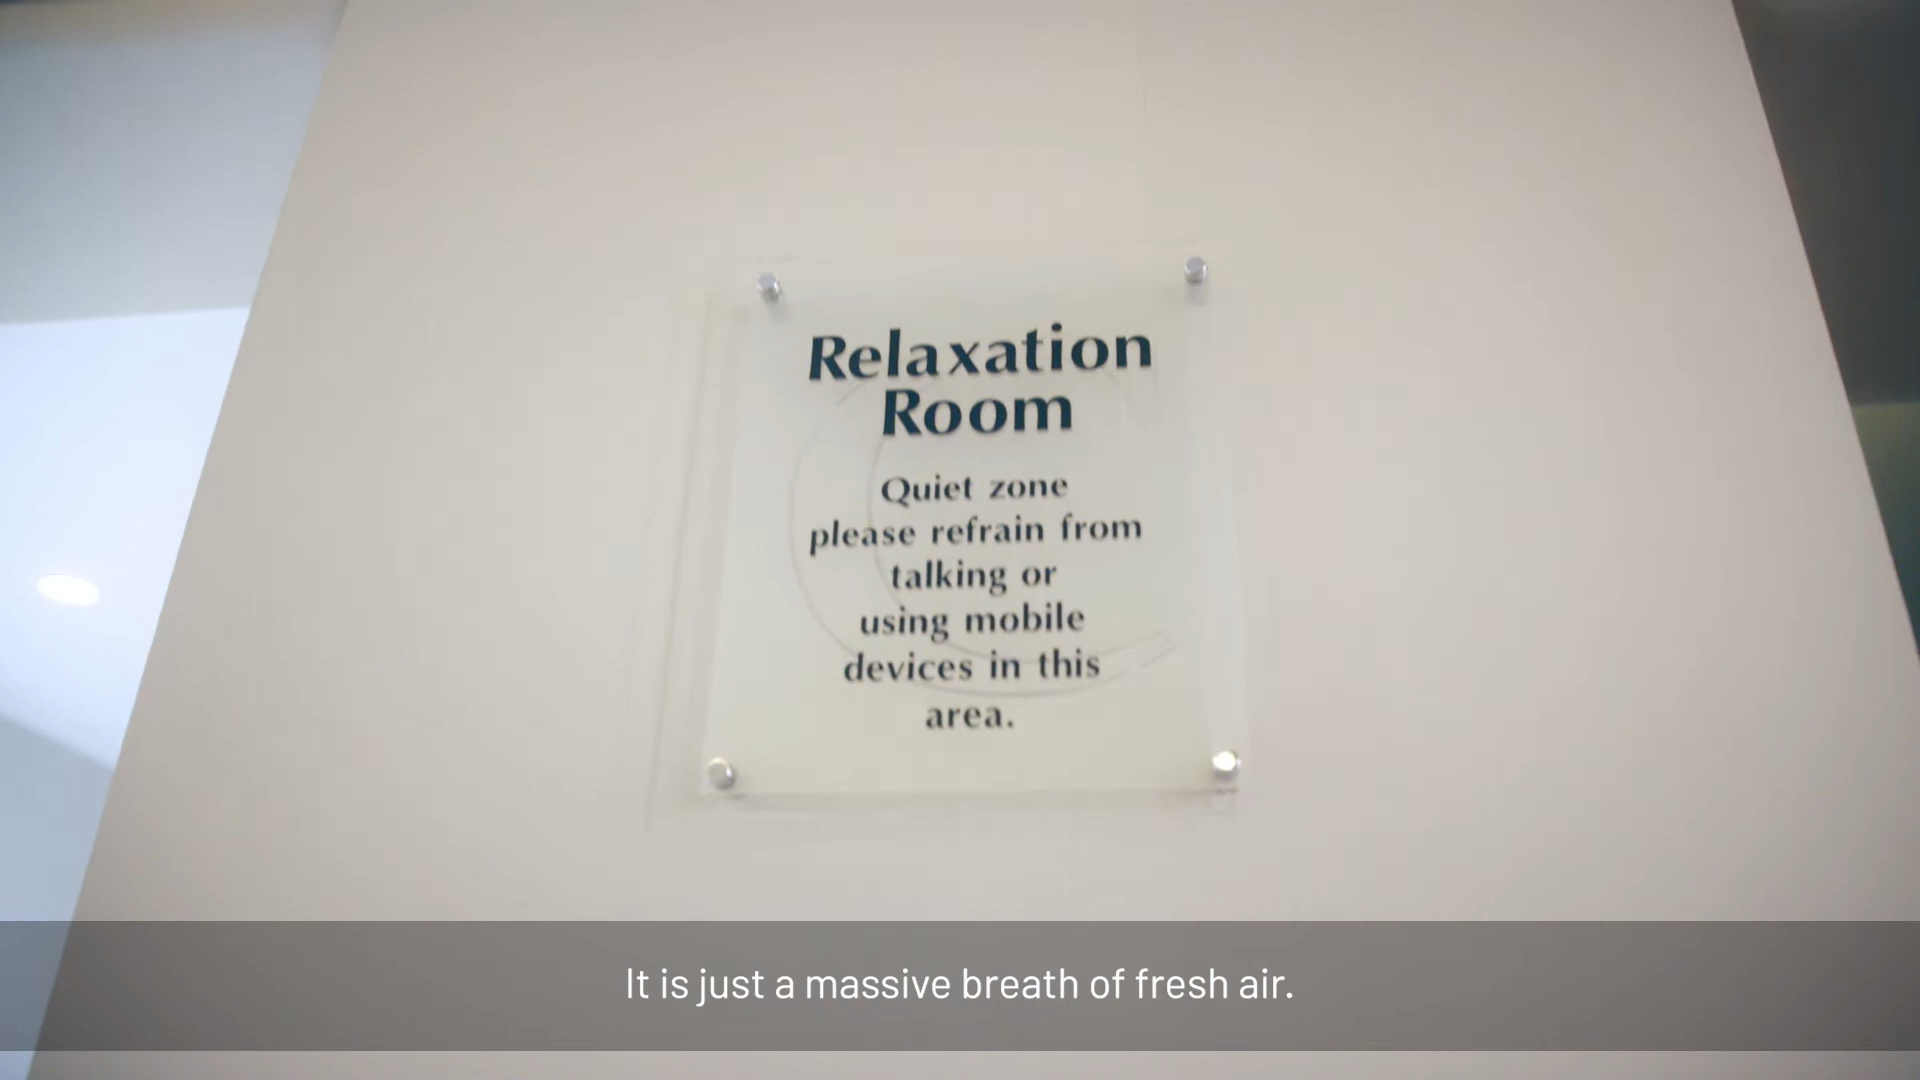 Relaxation
Room
Quiet zone
please refrain from
talking or
using mobile
devices in this
area.
It is just a massive breath of fresh air.